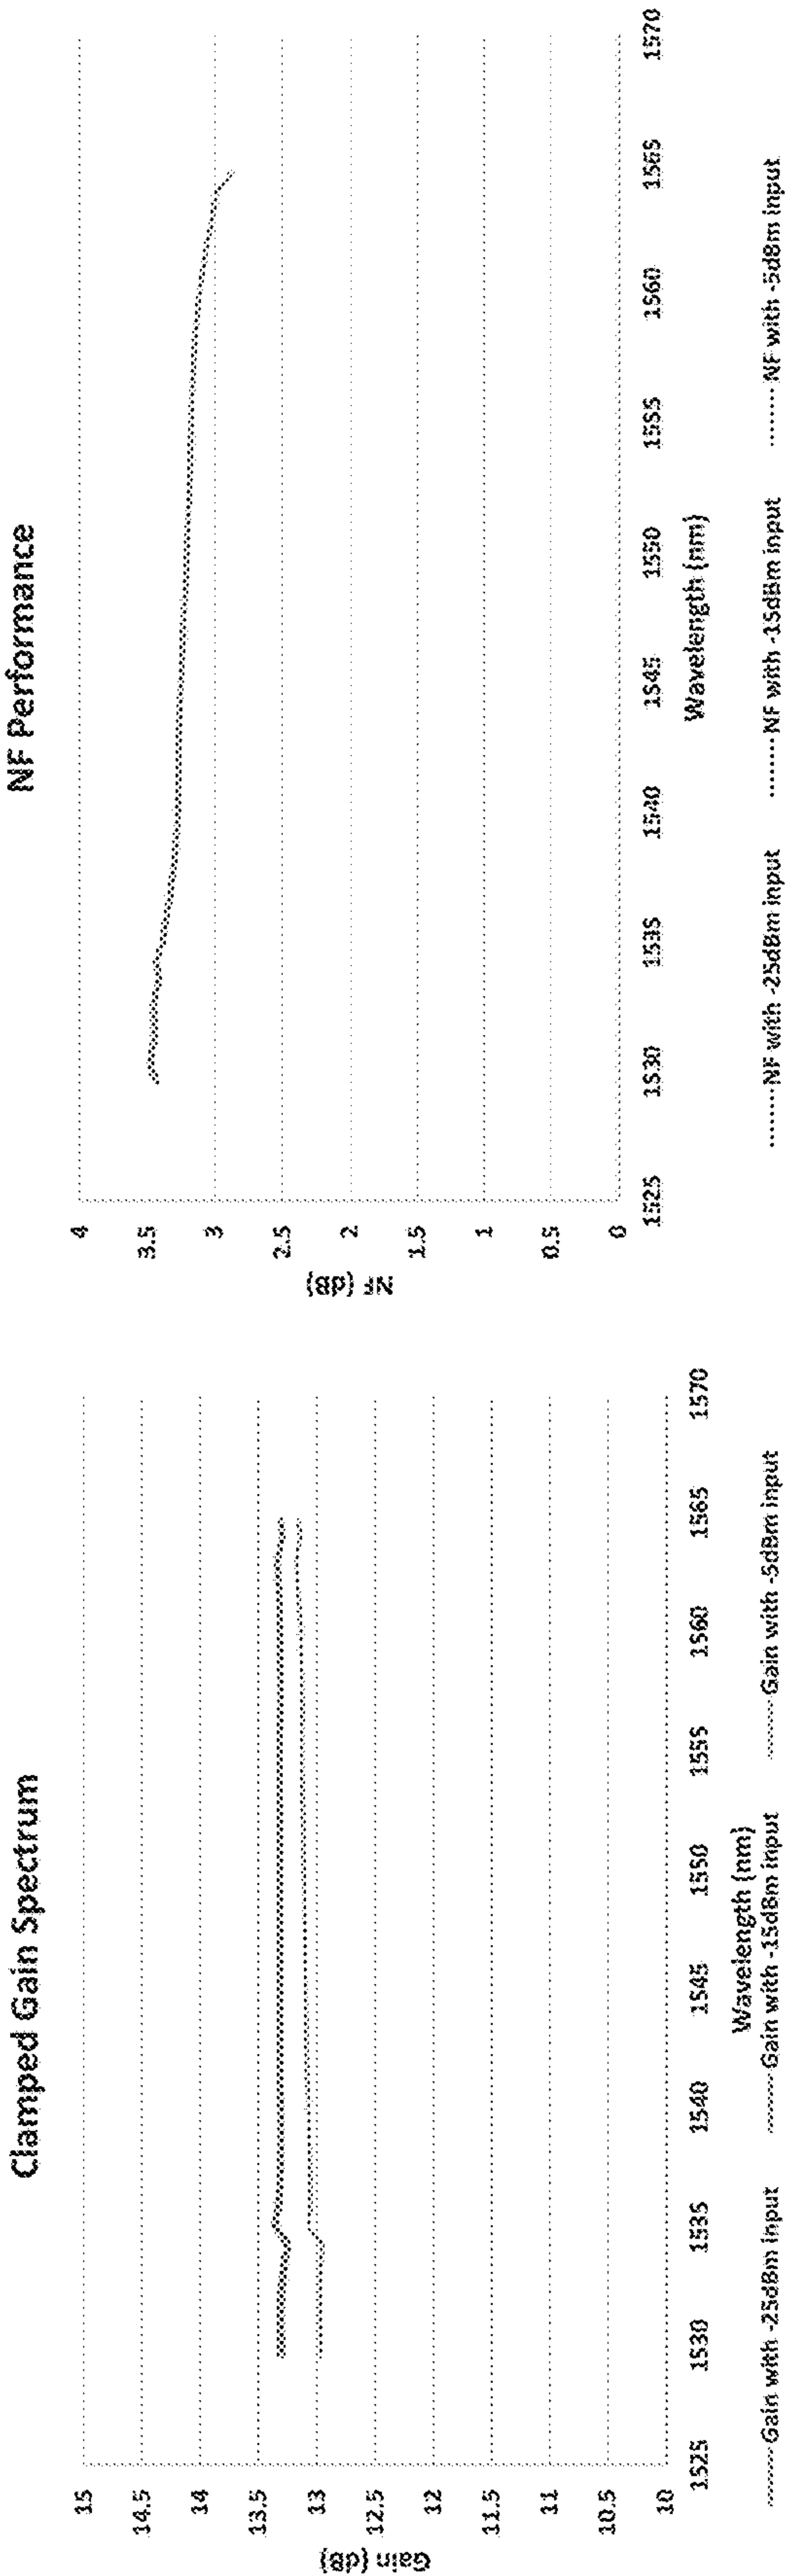 Clamped Gain Spectrum
15
14.5
14
13.5
13
12.5
12
11.5
11
10.5
10
Gain (dB)
1525 1530 1535 1540 1545 1550 1555 1560 1565 1570
Wavelength (nm)
Gain with -25dBm input Gain with -15dBm input Gain with -5dBm input
NF Performance
4
3.5
3
2.5
2
1.5
1
0.5
0
NF (dB)
1525 1530 1535 1540 1545 1550 1555 1560 1565 1570
Wavelength (nm)
NF with -25dBm input NF with -15dBm input NF with -5dBm input